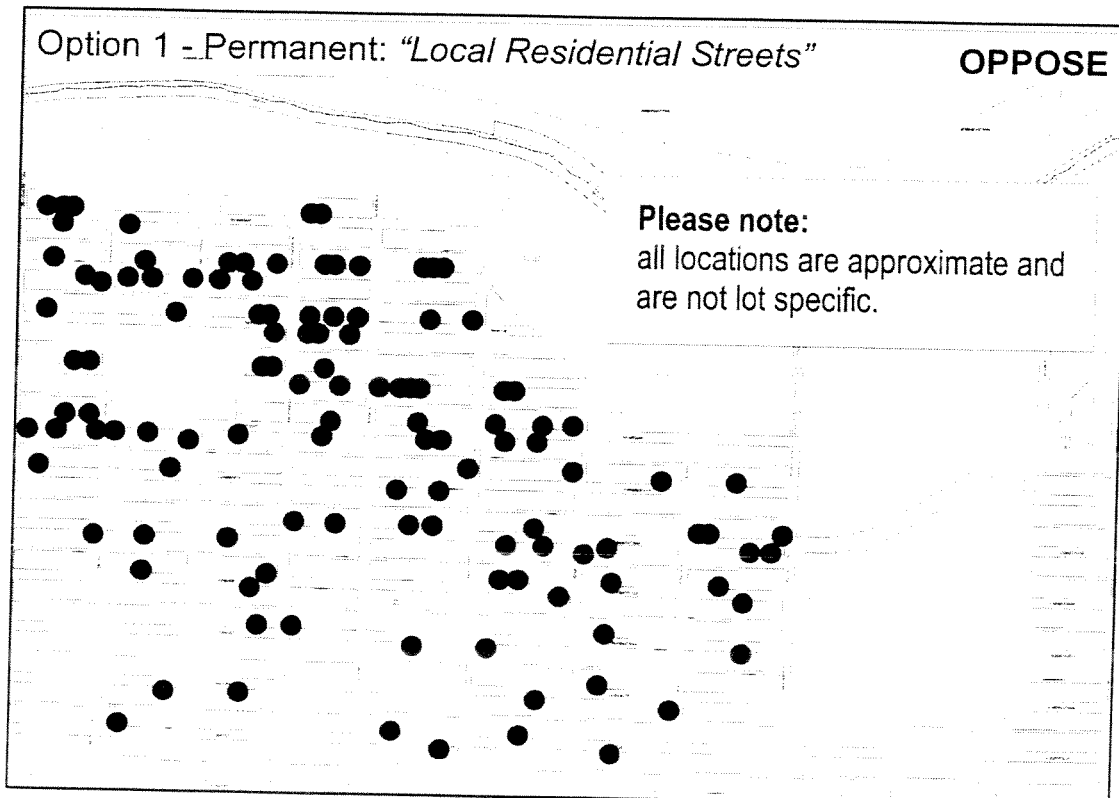 Option 1 - Permanent: “Local Residential Streets”
OPPOSE
Please note:
all locations are approximate and
are not lot specific.